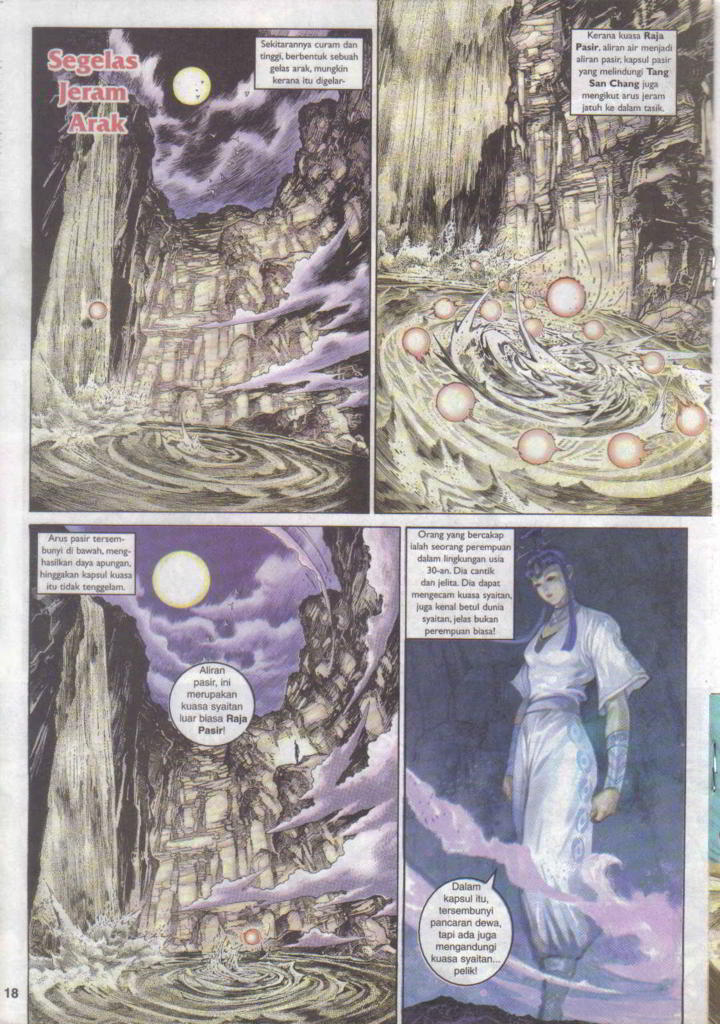 Segelas
Jeram
Arak
Sekitarannya curam dan
tinggi, berbentuk sebuah
gelas arak, mungkin
kerana itu digelar-
Kerana kuasa Raja
Pasir, aliran air menjadi
aliran pasir, kapsul pasir
yang melindungi Tang
San Chang juga
mengikut arus jeram
jatuh ke dalam tasik.
Arus pasir tersem-
bunyi di bawah, meng-
hasilkan daya apungan,
hinggakan kapsul kuasa
itu tidak tenggelam.
Aliran
pasir, ini
merupakan
kuasa syaitan
luar biasa Raja
Pasir!
Orang yang bercakap
ialah seorang perempuan
dalam lingkungan usia
30-an. Dia cantik
dan jelita. Dia dapat
mengecam kuasa syaitan,
juga kenal betul dunia
syaitan, jelas bukan
perempuan biasa!
Dalam
kapsul itu,
tersembunyi
pancaran dewa,
tapi ada juga
mengandungi
kuasa syaitan...
pelik!
18